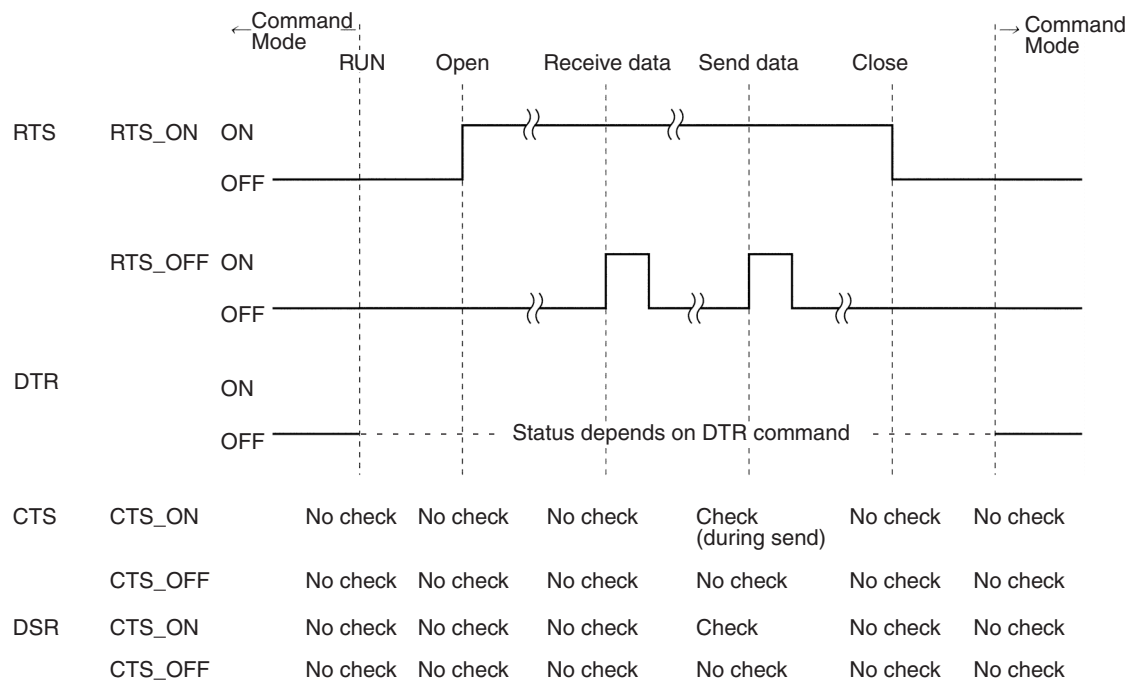 ←Command Mode
→ Command Mode
RUN Open Receive data Send data Close
RTS RTS_ON ON
OFF
RTS_OFF ON
OFF
DTR
ON
OFF Status depends on DTR command
CTS CTS_ON No check No check No check Check (during send) No check No check
CTS_OFF No check No check No check No check No check No check
DSR CTS_ON No check No check No check Check No check No check
CTS_OFF No check No check No check No check No check No check